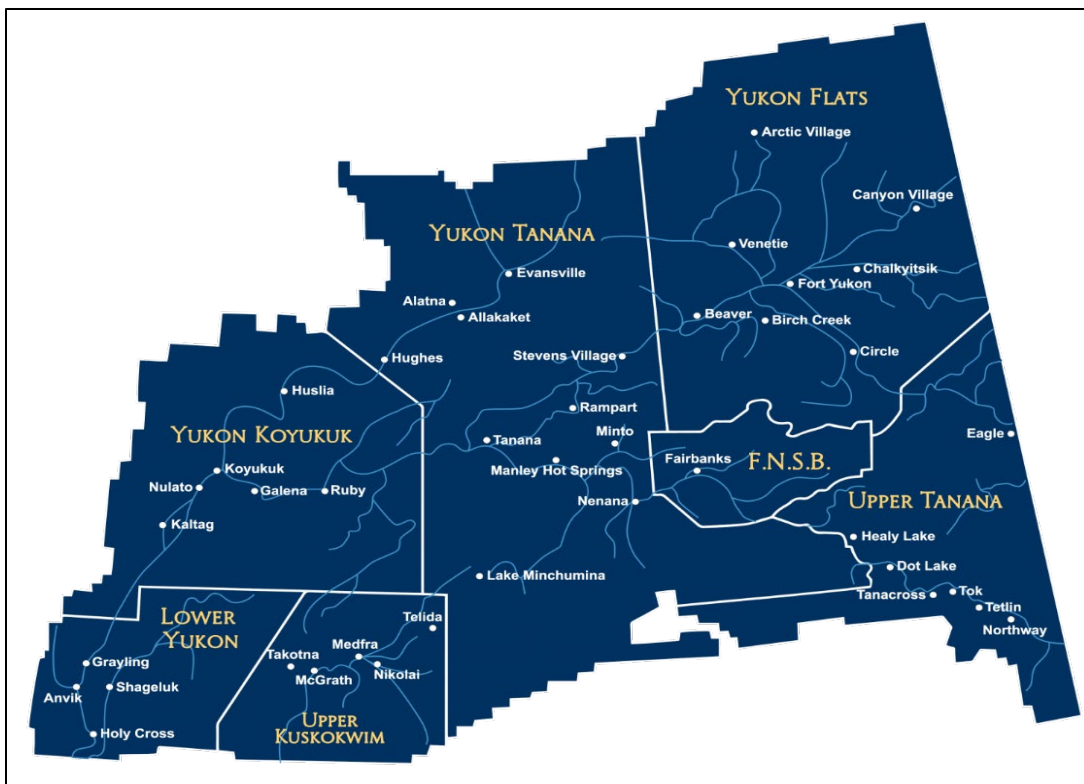 Yukon Flats
Arctic Village
Canyon Village
Yukon Tanana
Venetie
Evansville
Chalkyitsik
Fort Yukon
Alatna
Allakaket
Beaver
Birch Creek
Stevens Village
Circle
Hughes
Huslia
Rampart
Yukon Koyukuk
Tanana
Minto
Eagle
Manley Hot Springs
Fairbanks
F.N.S.B.
Koyukuk
Nulato
Galena
Ruby
Nenana
Upper Tanana
Kaltag
Healy Lake
Dot Lake
Lake Minchumina
Tanacross
Tok
Tetlin
Northway
Lower
Yukon
Telida
Medfra
Takotna
McGrath
Nikolai
Grayling
Anvik
Shageluk
Upper
Kuskokwim
Holy Cross